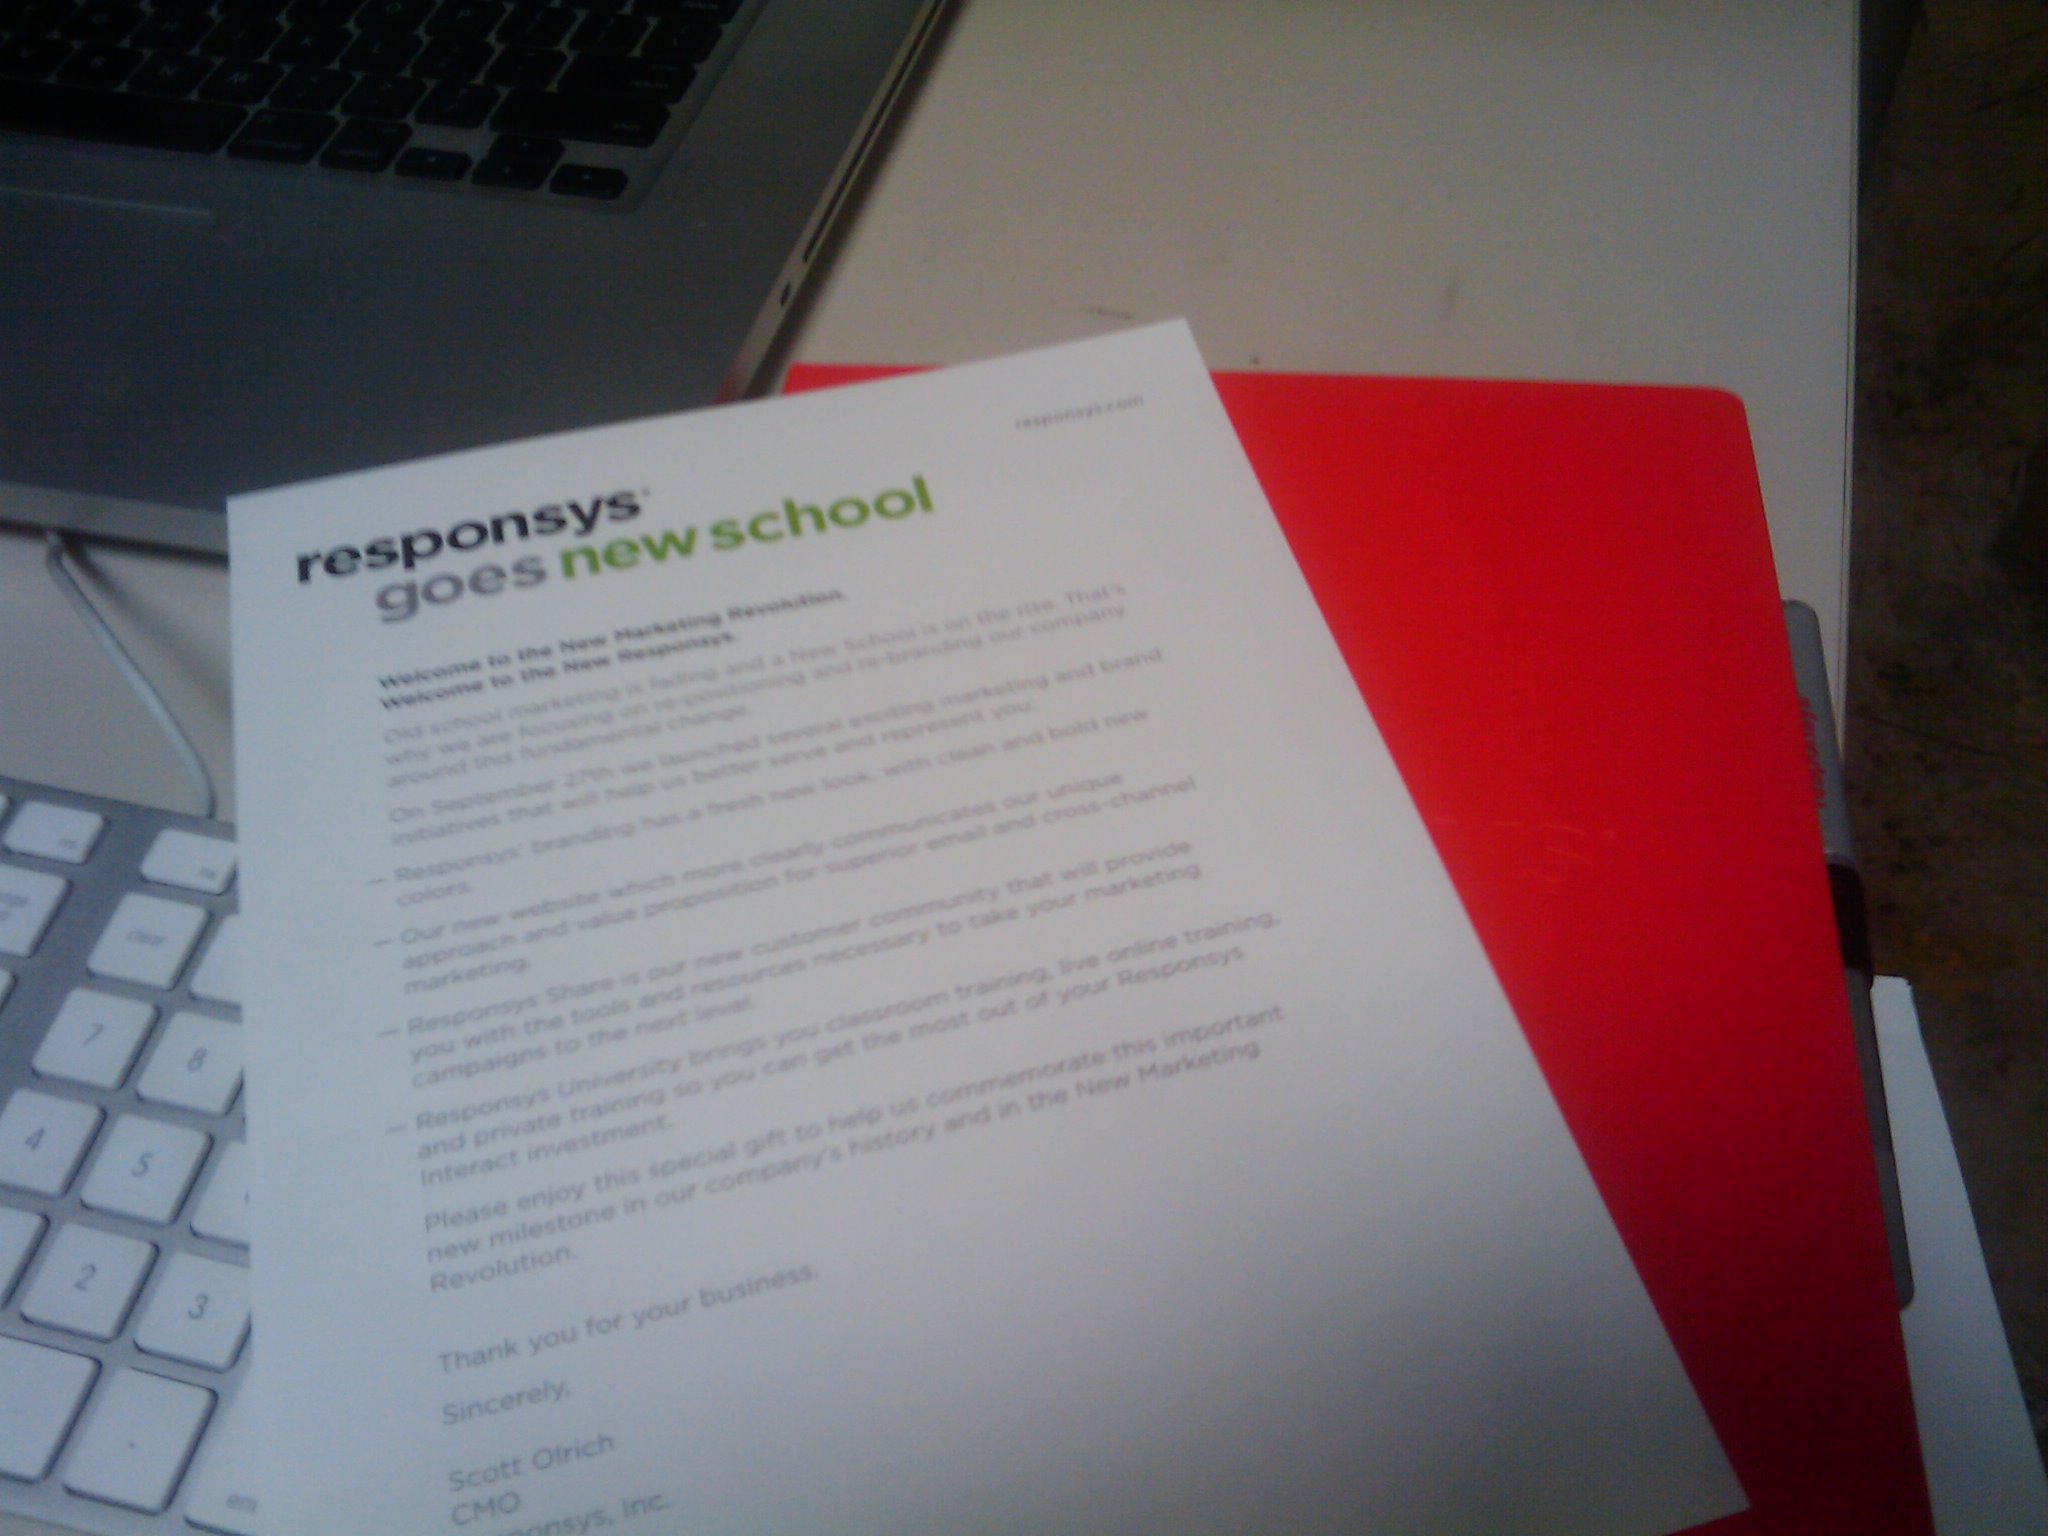 responsys.com
responsys
goes new school
Welcome to the New Marketing Revolution.
Welcome to the New Responsys.
Old school marketing is fading and a New School is on the rise. That's
why we are focusing on re-positioning and re-branding our company
around this fundamental change.
On September 27th we launched several exciting marketing and brand
initiatives that will help us better serve and represent you:
— Responsys' branding has a fresh new look, with clean and bold new
colors.
— Our new website which more clearly communicates our unique
approach and value proposition for superior email and cross-channel
marketing.
— Responsys Share is our new customer community that will provide
you with the tools and resources necessary to take your marketing
campaigns to the next level.
— Responsys University brings you classroom training, live online training,
and private training so you can get the most out of your Responsys
Interact investment.
Please enjoy this special gift to help us commemorate this important
new milestone in our company's history and in the New Marketing
Revolution.
Thank you for your business.
Sincerely,
Scott Olrich
CMO
ponsys, Inc.
clear
7
8
4
5
2
3